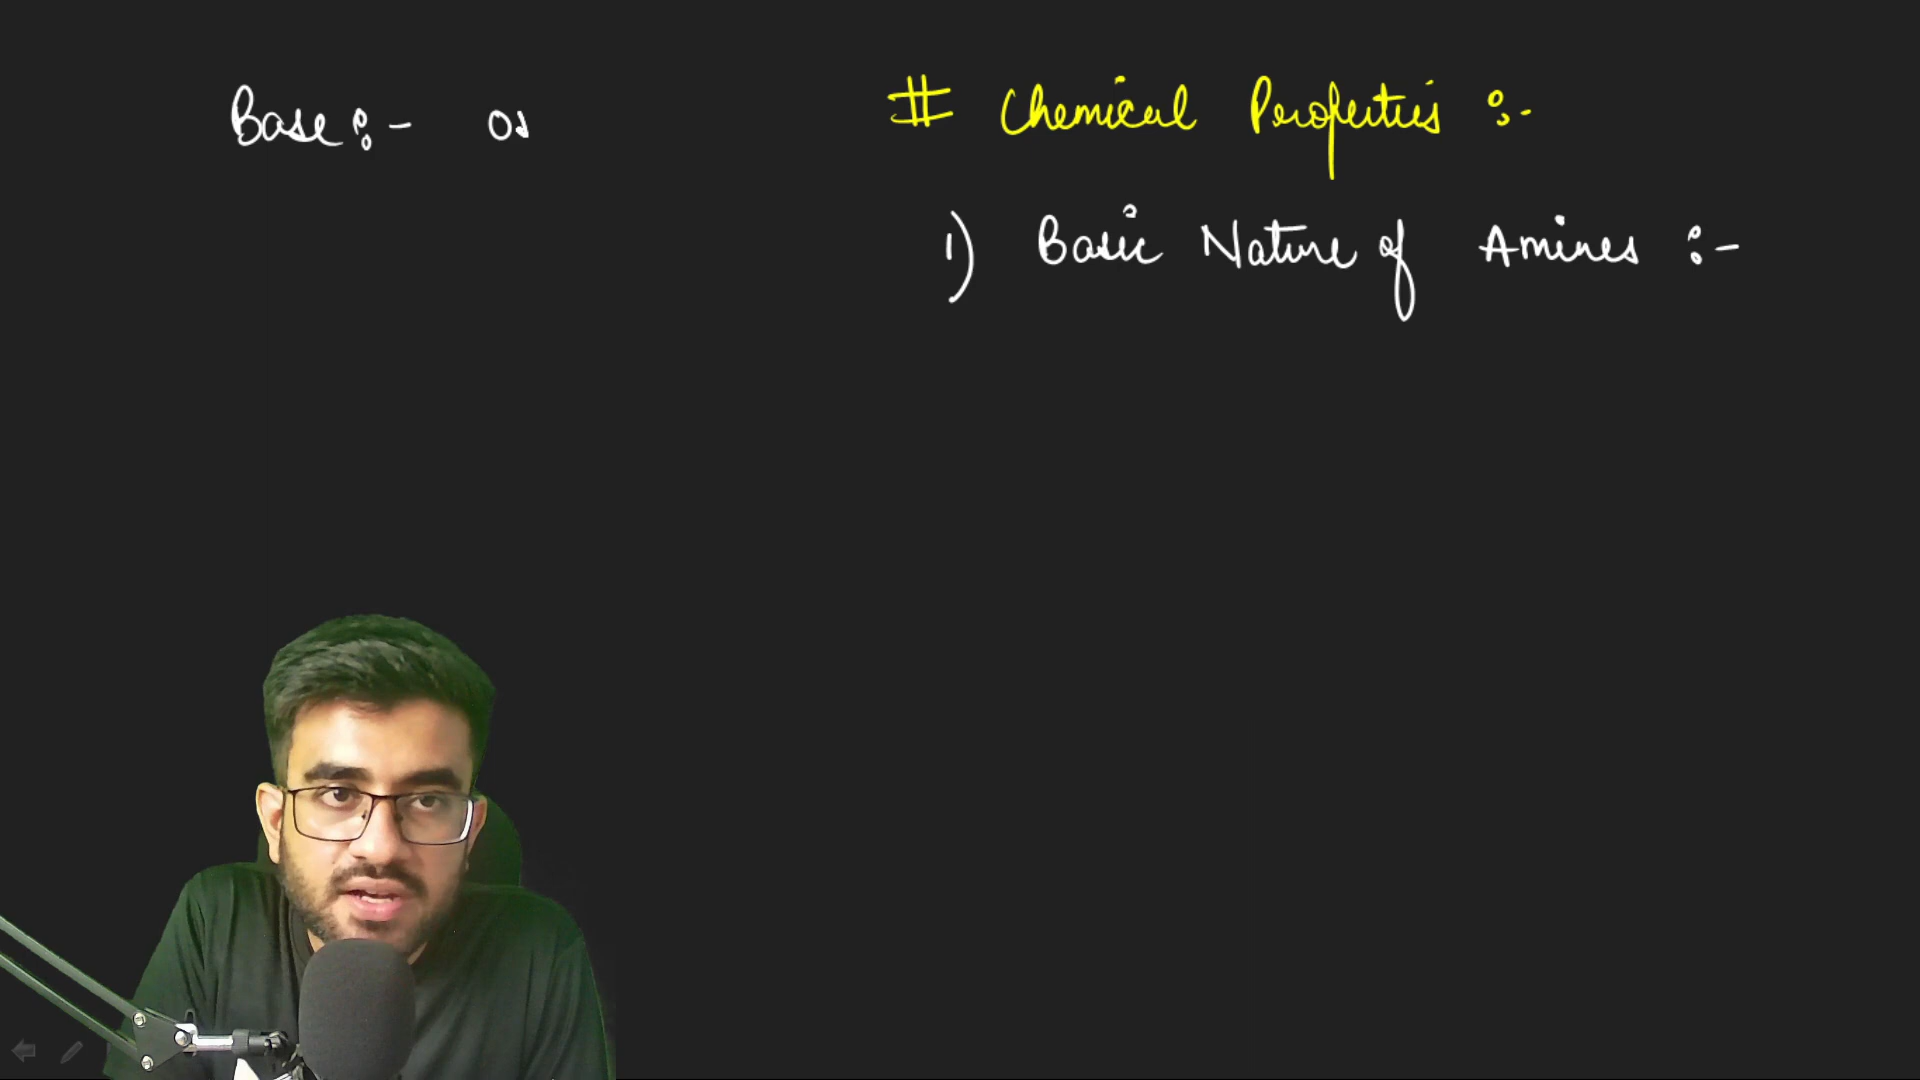 Base :- 
# Chemical Properties :-
1) Basic Nature of Amines :-